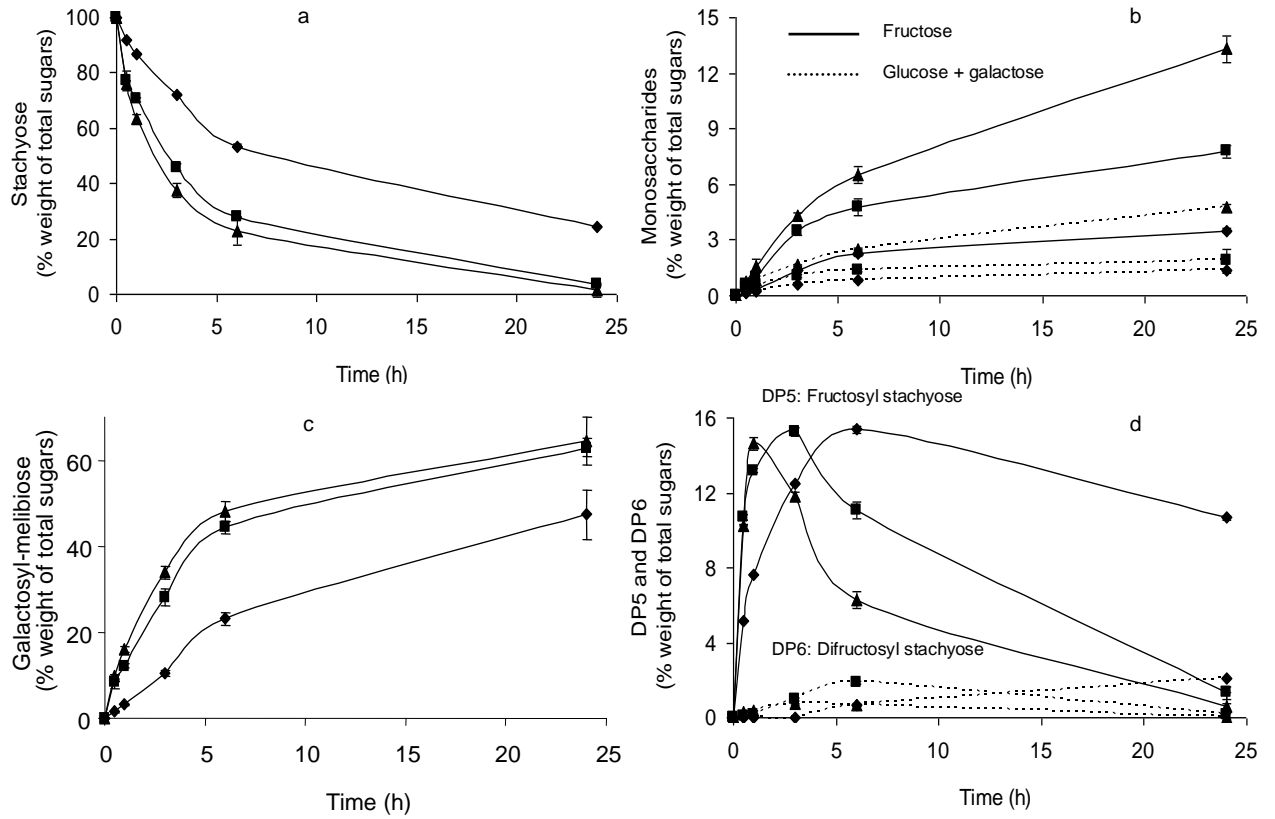 a
Stachyose
(% weight of total sugars)
100
80
60
40
20
0
0 5 10 15 20 25
Time (h)
b
Fructose
Glucose + galactose
Monosaccharides
(% weight of total sugars)
15
12
9
6
3
0
0 5 10 15 20 25
Time (h)
c
Galactosyl-melibiose
(% weight of total sugars)
60
40
20
0
0 5 10 15 20 25
Time (h)
DP5: Fructosyl stachyose
d
DP5 and DP6
(% weight of total sugars)
16
12
8
4
0
DP6: Difructosyl stachyose
0 5 10 15 20 25
Time (h)